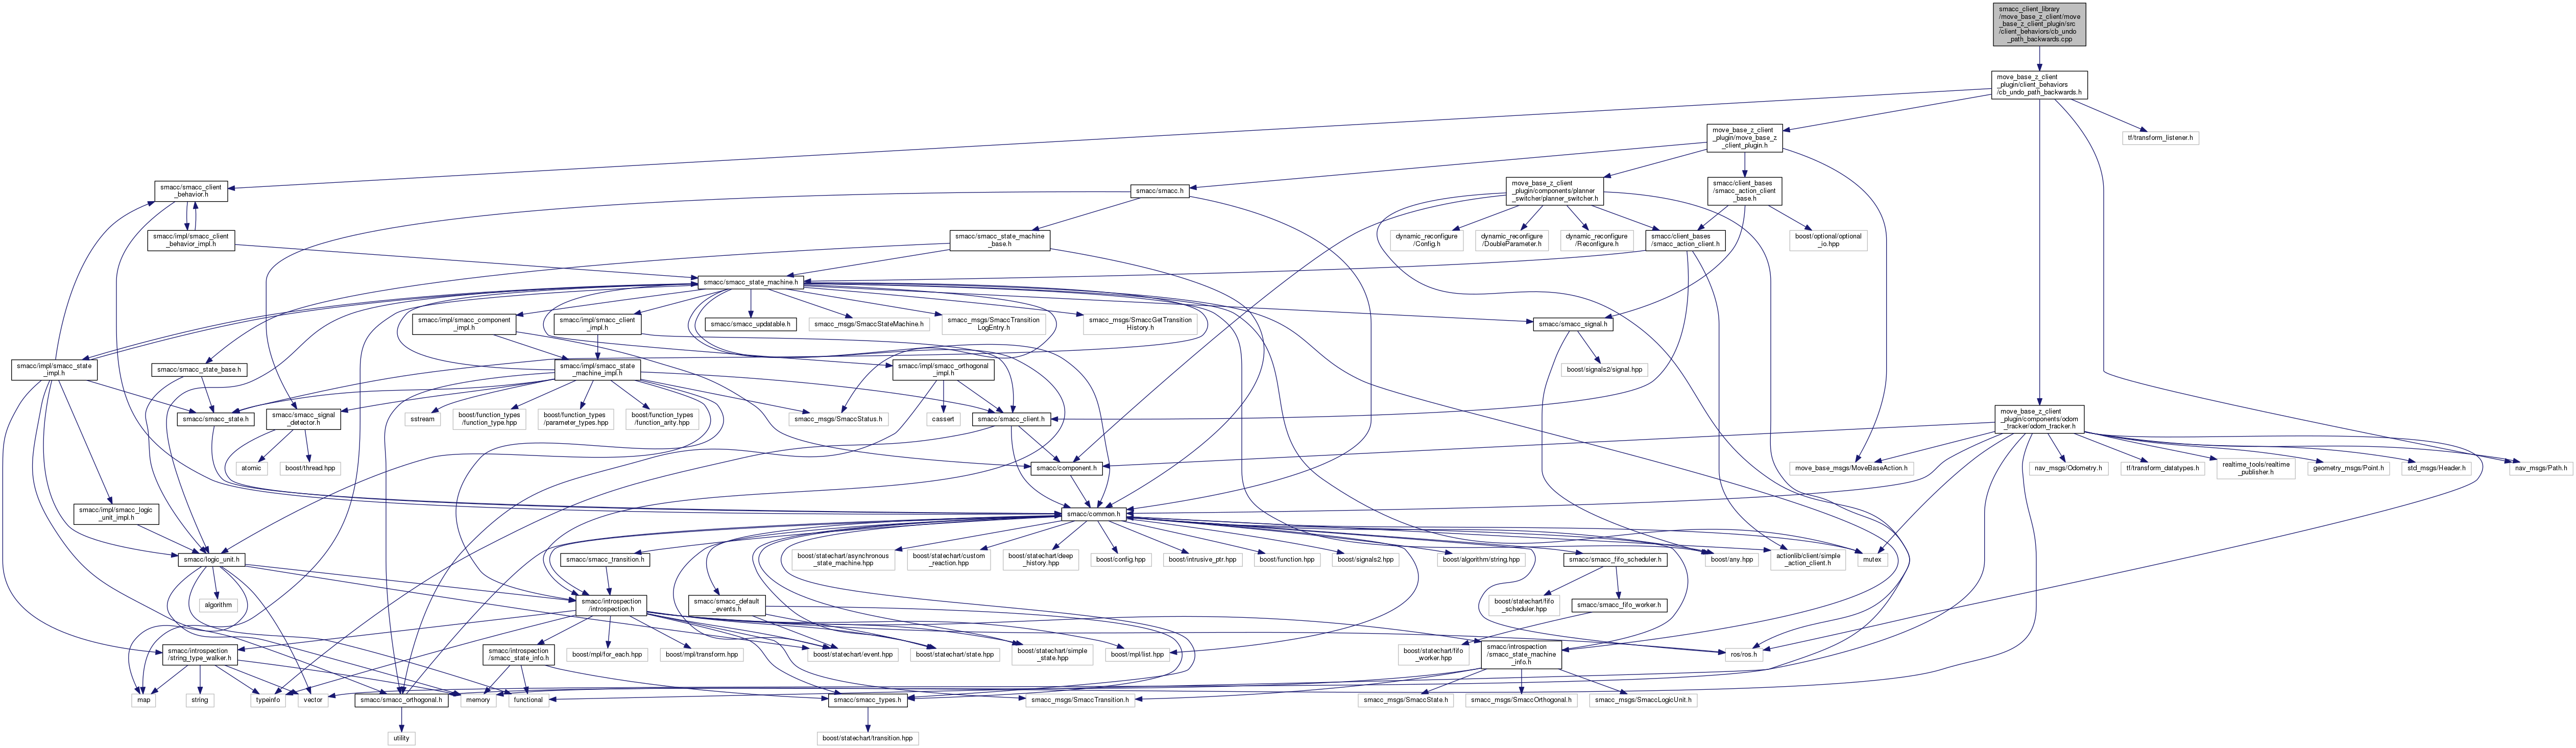 smacc_client_library
/move_base_z_client/move
_base_z_client_plugin/src
/client_behaviors/cb_undo
_path_backwards.cpp
move_base_z_client
_plugin/client_behaviors
/cb_undo_path_backwards.h
move_base_z_client
_plugin/move_base_z
_client_plugin.h
tf/transform_listener.h
smacc/smacc_client
_behavior.h
smacc/smacc.h
move_base_z_client
_plugin/components/planner
_switcher/planner_switcher.h
smacc/client_bases
/smacc_action_client
_base.h
smacc/impl/smacc_client
_behavior_impl.h
smacc/smacc_state_machine
_base.h
dynamic_reconfigure
/Config.h
dynamic_reconfigure
/DoubleParameter.h
dynamic_reconfigure
/Reconfigure.h
smacc/client_bases
/smacc_action_client.h
boost/optional/optional
_io.hpp
smacc/smacc_state_machine.h
smacc/impl/smacc_component
_impl.h
smacc/impl/smacc_client
_impl.h
smacc/smacc_updatable.h
smacc_msgs/SmaccStateMachine.h
smacc_msgs/SmaccTransition
LogEntry.h
smacc_msgs/SmaccGetTransition
History.h
smacc/smacc_signal.h
smacc/impl/smacc_state
_impl.h
smacc/smacc_state_base.h
smacc/impl/smacc_state
_machine_impl.h
smacc/impl/smacc_orthogonal
_impl.h
boost/signals2/signal.hpp
smacc/smacc_state.h
smacc/smacc_signal
_detector.h
sstream
boost/function_types
/function_type.hpp
boost/function_types
/parameter_types.hpp
boost/function_types
/function_arity.hpp
smacc_msgs/SmaccStatus.h
cassert
smacc/smacc_client.h
move_base_z_client
_plugin/components/odom
_tracker/odom_tracker.h
atomic
boost/thread.hpp
smacc/component.h
move_base_msgs/MoveBaseAction.h
nav_msgs/Odometry.h
tf/transform_datatypes.h
realtime_tools/realtime
_publisher.h
geometry_msgs/Point.h
std_msgs/Header.h
nav_msgs/Path.h
smacc/impl/smacc_logic
_unit_impl.h
smacc/common.h
smacc/logic_unit.h
smacc/smacc_transition.h
boost/statechart/asynchronous
_state_machine.hpp
boost/statechart/custom
_reaction.hpp
boost/statechart/deep
_history.hpp
boost/config.hpp
boost/intrusive_ptr.hpp
boost/function.hpp
boost/signals2.hpp
boost/algorithm/string.hpp
smacc/smacc_fifo_scheduler.h
boost/any.hpp
actionlib/client/simple
_action_client.h
mutex
algorithm
smacc/introspection
/introspection.h
smacc/smacc_default
_events.h
boost/statechart/fifo
_scheduler.hpp
smacc/smacc_fifo_worker.h
smacc/introspection
/string_type_walker.h
smacc/introspection
/smacc_state_info.h
boost/mpl/for_each.hpp
boost/mpl/transform.hpp
boost/statechart/event.hpp
boost/statechart/state.hpp
boost/statechart/simple
_state.hpp
boost/mpl/list.hpp
boost/statechart/fifo
_worker.hpp
smacc/introspection
/smacc_state_machine
_info.h
ros/ros.h
map
string
typeinfo
vector
smacc/smacc_orthogonal.h
memory
functional
smacc/smacc_types.h
smacc_msgs/SmaccTransition.h
smacc_msgs/SmaccState.h
smacc_msgs/SmaccOrthogonal.h
smacc_msgs/SmaccLogicUnit.h
utility
boost/statechart/transition.hpp